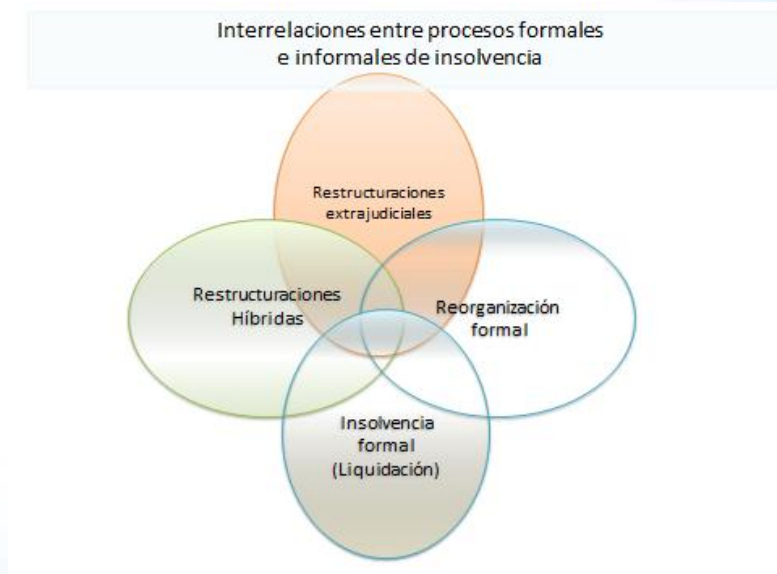 Interrelaciones entre procesos formales
e informales de insolvencia
Restructuraciones
extrajudiciales
Restructuraciones
Híbridas
Reorganización
formal
Insolvencia
formal
(Liquidación)